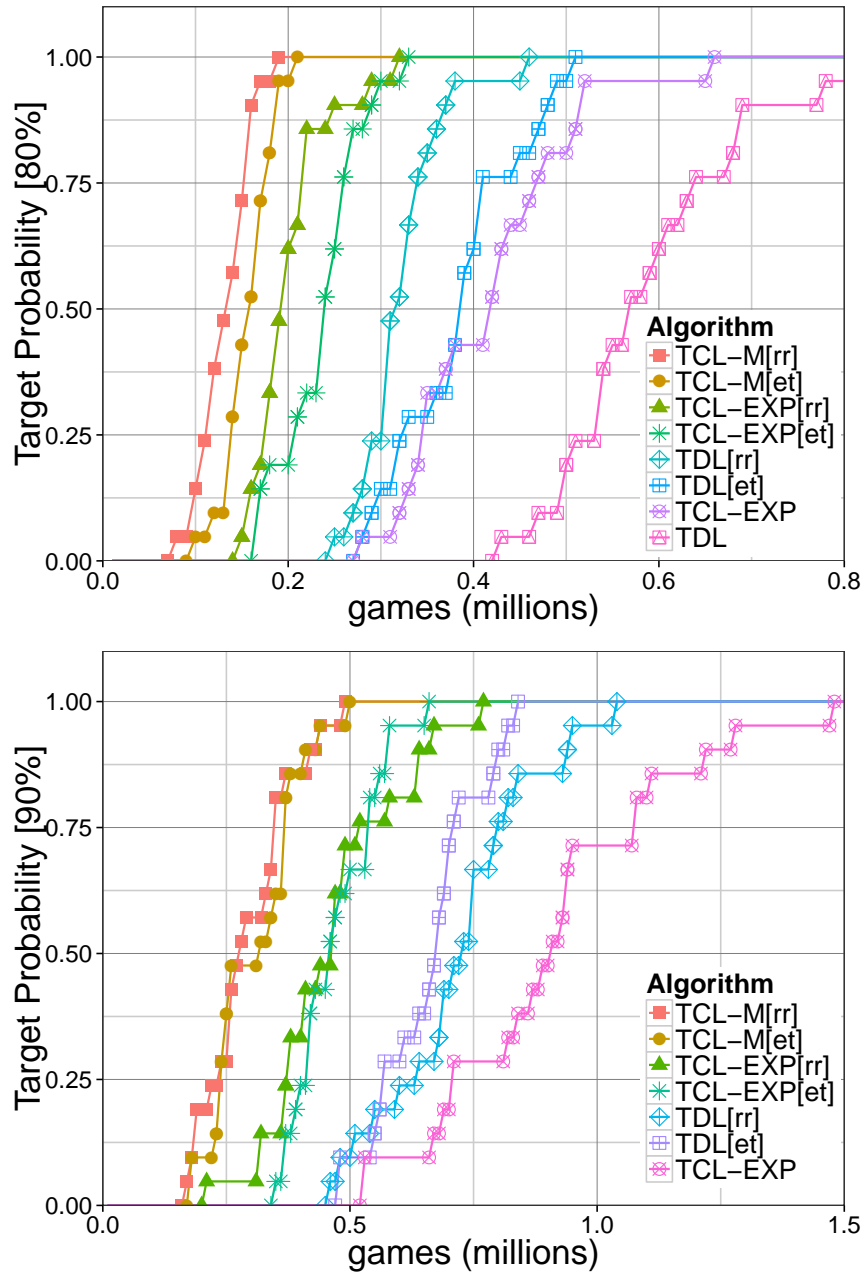 Target Probability [80%]
1.00
0.75
0.50
0.25
0.00
Algorithm
TCL−M[rr]
TCL−M[et]
TCL−EXP[rr]
TCL−EXP[et]
TDL[rr]
TDL[et]
TCL−EXP
TDL
0.0
0.2
0.4
0.6
0.8
games (millions)
Target Probability [90%]
1.00
0.75
0.50
0.25
0.00
Algorithm
TCL−M[rr]
TCL−M[et]
TCL−EXP[rr]
TCL−EXP[et]
TDL[rr]
TDL[et]
TCL−EXP
0.0
0.5
1.0
1.5
games (millions)